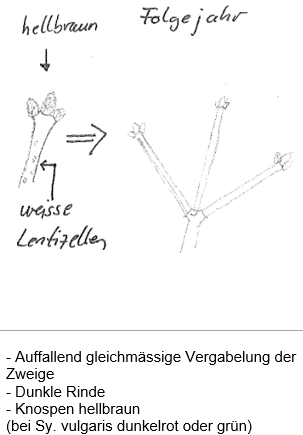 hellbraun
Folgejahr
weisse
Lentizellen
- Auffallend gleichmässige Vergabelung der
Zweige
- Dunkle Rinde
- Knospen hellbraun
(bei Sy. vulgaris dunkelrot oder grün)